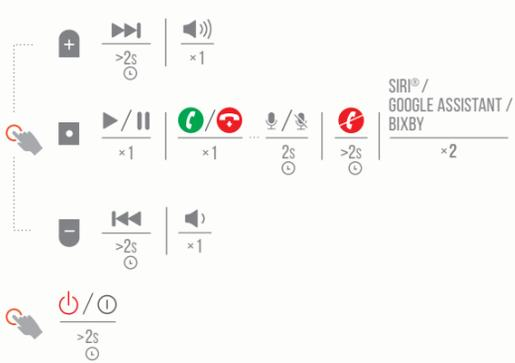 >2s
×1
×1
×1
2s
>2s
SIRI® /
GOOGLE ASSISTANT /
BIXBY
×2
>2s
×1
>2s